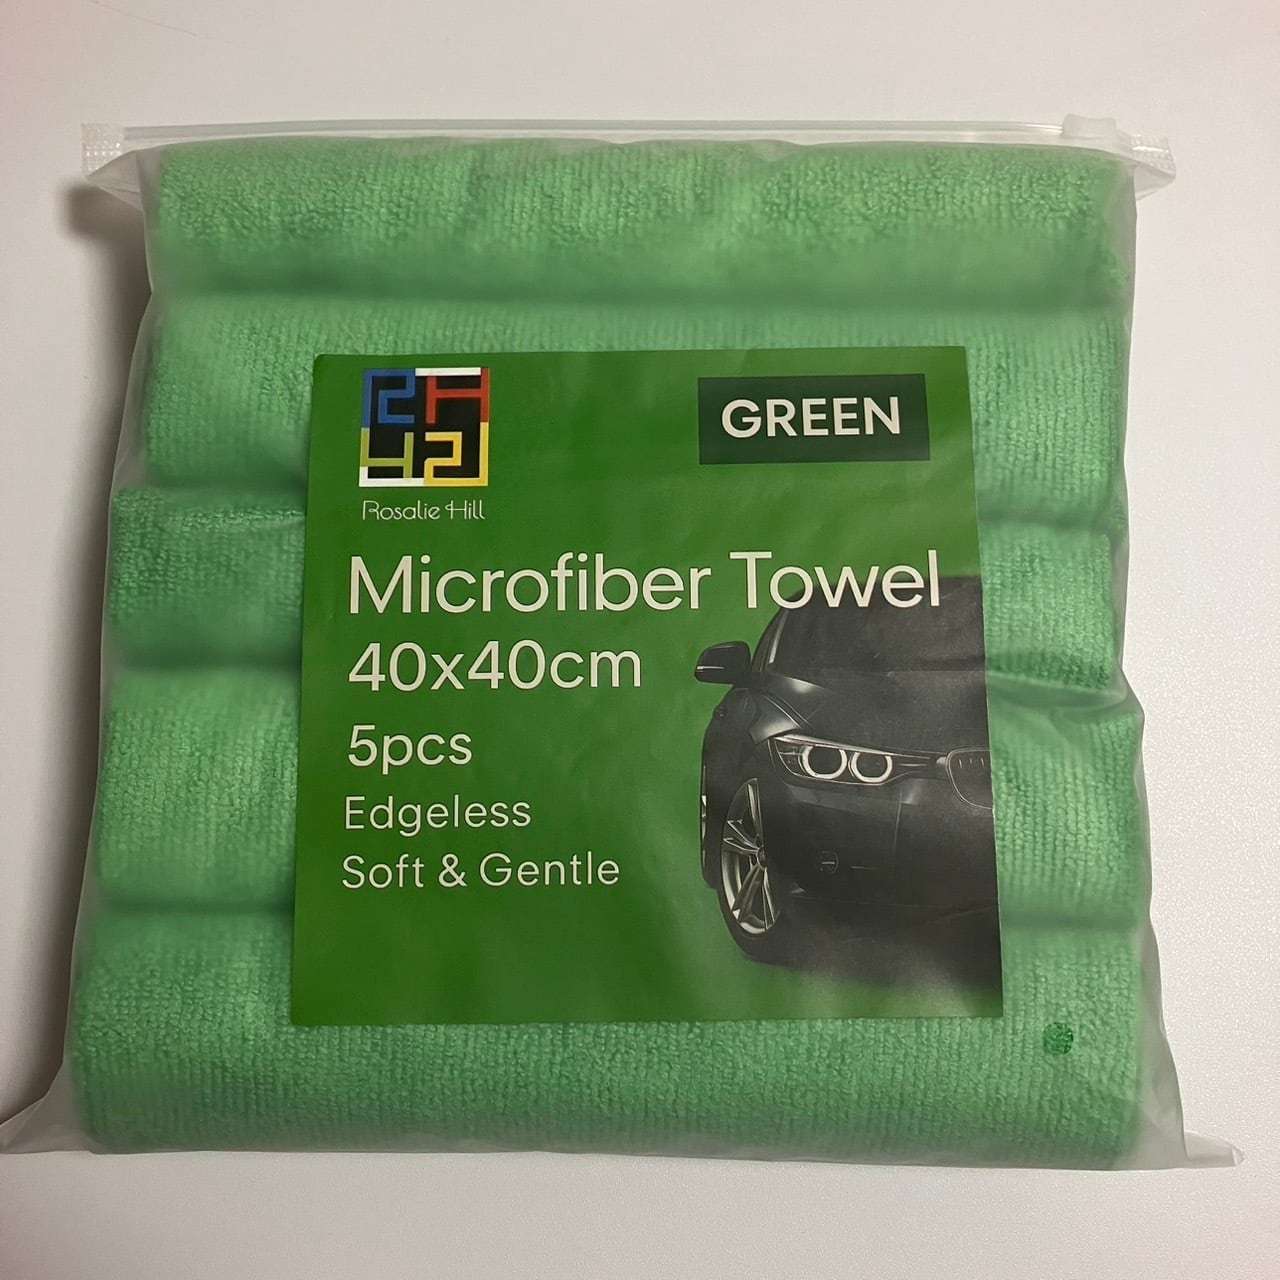 Rosalie Hill
GREEN
Microfiber Towel
40x40cm
5pcs
Edgeless
Soft & Gentle